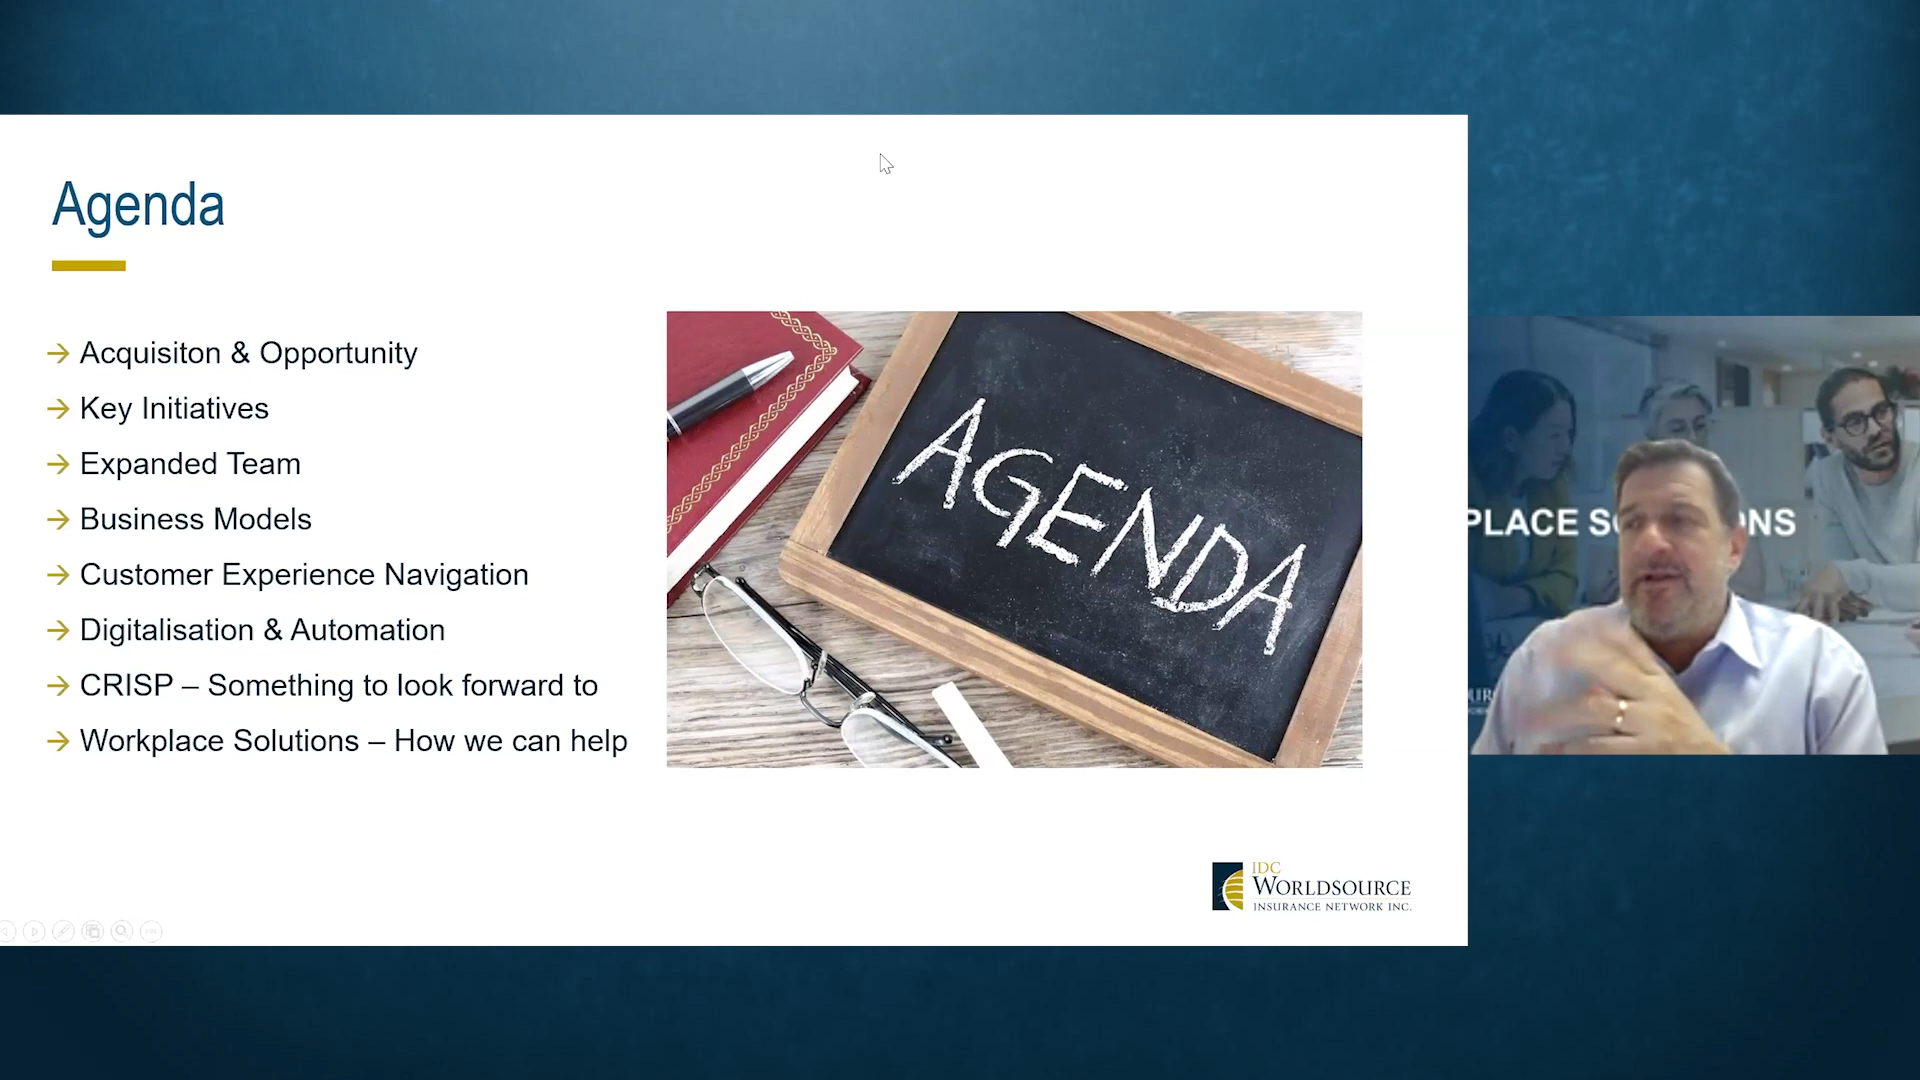 Agenda
→ Acquisiton & Opportunity
→ Key Initiatives
→ Expanded Team
→ Business Models
→ Customer Experience Navigation
→ Digitalisation & Automation
→ CRISP – Something to look forward to
→ Workplace Solutions – How we can help
AGENDA
PLACE S NS
IDC
WORLDSOURCE
INSURANCE NETWORK INC.